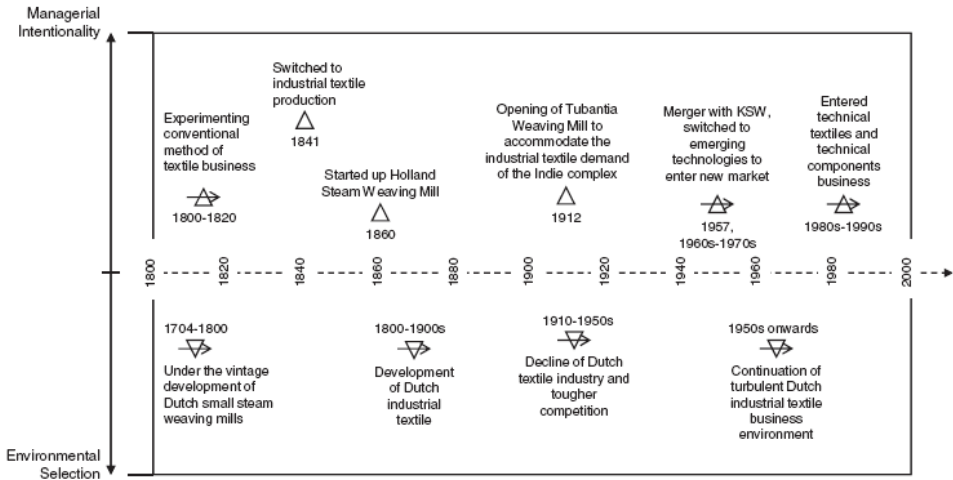 Managerial
Intentionality
Switched to
industrial textile
production
1841
Experimenting
conventional
method of
textile business
1800-1820
Started up Holland
Steam Weaving Mill
1860
Opening of Tubantia
Weaving Mill to
accommodate the
industrial textile demand
of the Indie complex
1912
Merger with KSW,
switched to
emerging
technologies to
enter new market
1957,
1960s-1970s
Entered
technical
textiles and
technical
components
business
1980s-1990s
1800
1820
1840
1860
1880
1900
1920
1940
1960
1980
2000
1704-1800
Under the vintage
development of
Dutch small steam
weaving mills
1800-1900s
Development
of Dutch
industrial
textile
1910-1950s
Decline of Dutch
textile industry and
tougher
competition
1950s onwards
Continuation of
turbulent Dutch
industrial textile
business
environment
Environmental
Selection